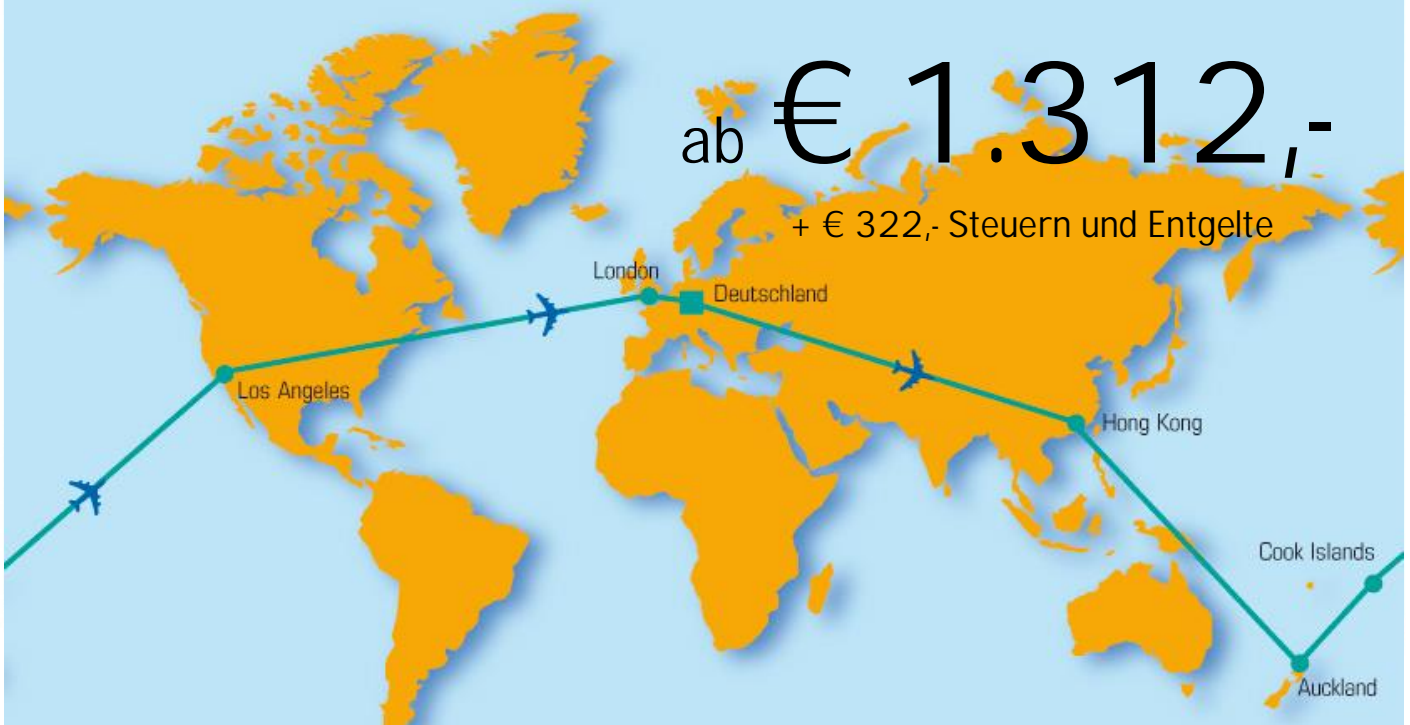 ab € 1.312,-
+ € 322,- Steuern und Entgelte
London
Deutschland
Los Angeles
Hong Kong
Cook Islands
Auckland